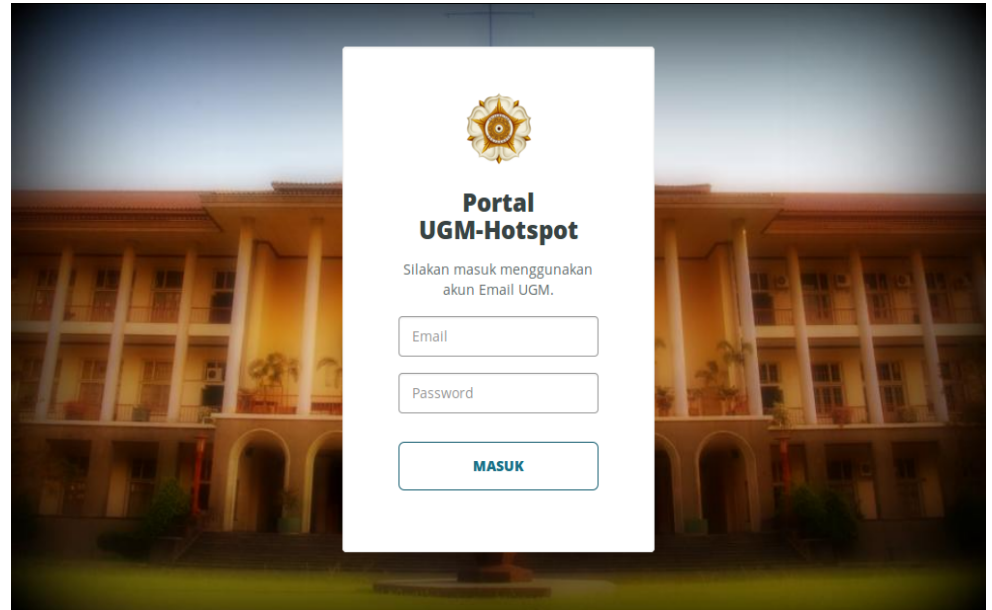 Portal
UGM-Hotspot
Silakan masuk menggunakan
akun Email UGM.
Email
Password
MASUK